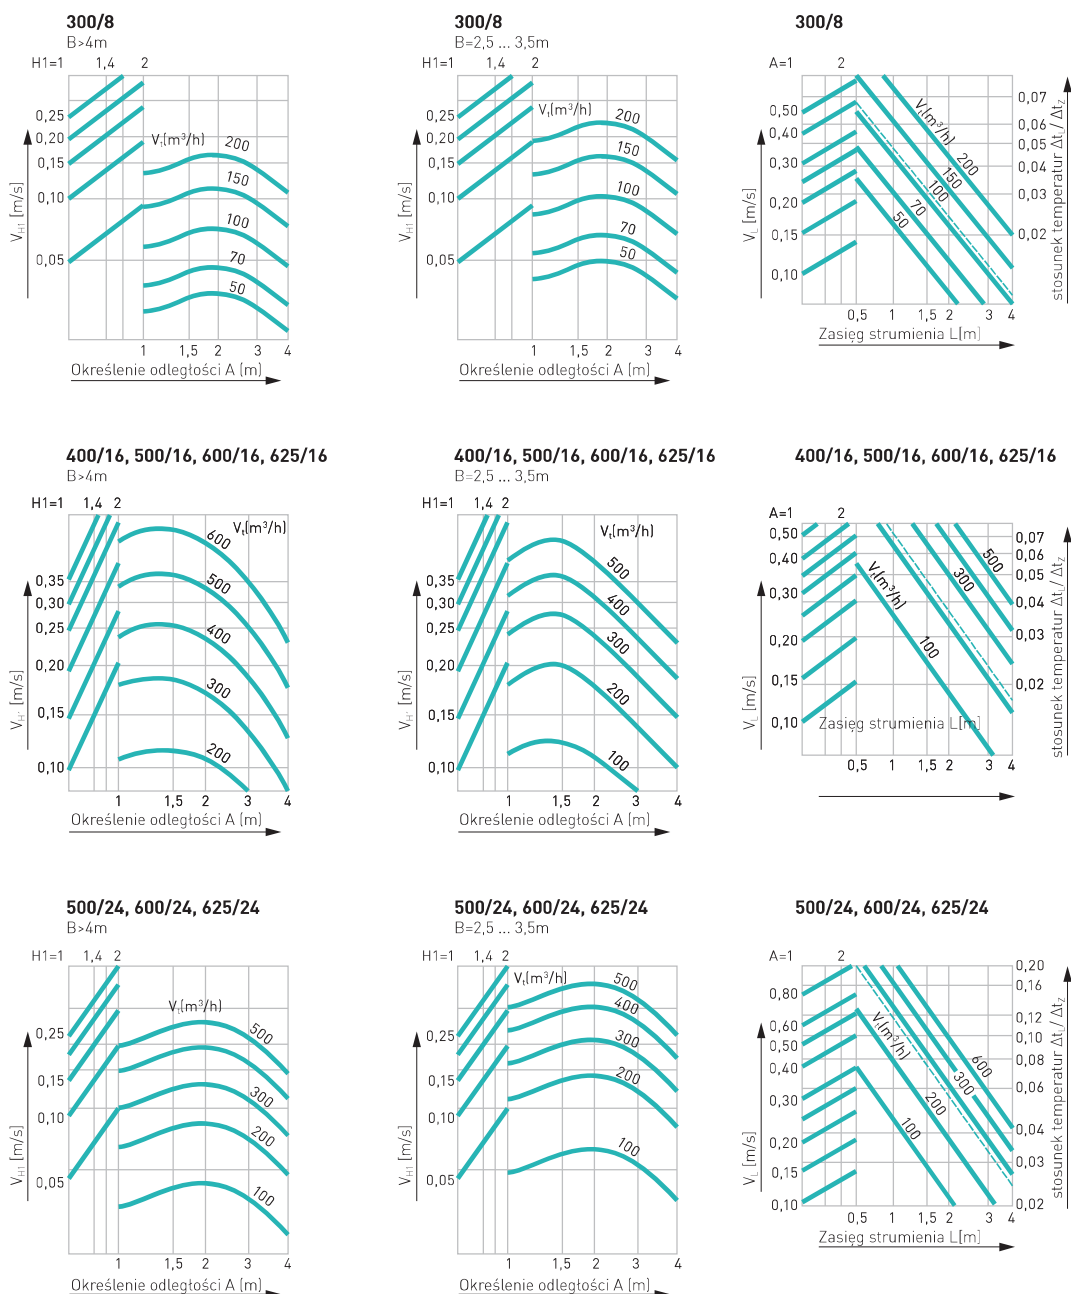 300/8
B>4m
H1=1 1,4 2
0,25
0,20
0,15
0,10
0,05
V_H1 [m/s]
Vₜ(m³/h)
200
150
100
70
50
1 1,5 2 3 4
Określenie odległości A (m)
300/8
B=2,5 ... 3,5m
H1=1 1,4 2
0,25
0,20
0,15
0,10
0,05
V_H1 [m/s]
Vₜ(m³/h)
200
150
100
70
50
1 1,5 2 3 4
Określenie odległości A (m)
300/8
A=1 2
0,50
0,40
0,30
0,20
0,15
0,10
V_L [m/s]
Vₜ(m³/h)
200
150
100
70
50
0,07
0,06
0,05
0,04
0,03
0,02
stosunek temperatur Δt_L/ Δt_Z
0,5 1 1,5 2 3 4
Zasięg strumienia L[m]
400/16, 500/16, 600/16, 625/16
B>4m
H1=1 1,4 2
0,35
0,30
0,25
0,20
0,15
0,10
[m/s]
Vₜ(m³/h)
600
500
400
300
200
1 1,5 2 3 4
Określenie odległości A (m)
400/16, 500/16, 600/16, 625/16
B=2,5 ... 3,5m
H1=1 1,4 2
0,35
0,30
0,25
0,20
0,15
0,10
[m/s]
Vₜ(m³/h)
500
400
300
200
100
1 1,5 2 3 4
Określenie odległości A (m)
400/16, 500/16, 600/16, 625/16
A=1 2
0,50
0,40
0,30
0,20
0,15
0,10
V_L [m/s]
Vₜ(m³/h)
500
300
100
0,07
0,06
0,05
0,04
0,03
0,02
stosunek temperatur Δt_L/ Δt_Z
Zasięg strumienia L[m]
0,5 1 2 3 4
500/24, 600/24, 625/24
B>4m
H1=1 1,4 2
0,25
0,15
0,10
0,05
V_H1 [m/s]
Vₜ(m³/h)
500
300
200
100
1 1,5 2 3 4
Określenie odległości A (m)
500/24, 600/24, 625/24
B=2,5 ... 3,5m
H1=1 1,4 2
0,25
0,15
0,10
0,05
V_H1 [m/s]
Vₜ(m³/h)
500
400
300
200
100
1 1,5 2 3 4
Określenie odległości A (m)
500/24, 600/24, 625/24
A=1 2
0,80
0,60
0,50
0,40
0,30
0,20
0,15
0,10
V_L [m/s]
Vₜ(m³/h)
600
300
200
100
0,20
0,16
0,12
0,10
0,08
0,06
0,04
0,03
0,02
stosunek temperatur Δt_L/ Δt_Z
0,5 1 1,5 2 3 4
Zasięg strumienia L[m]